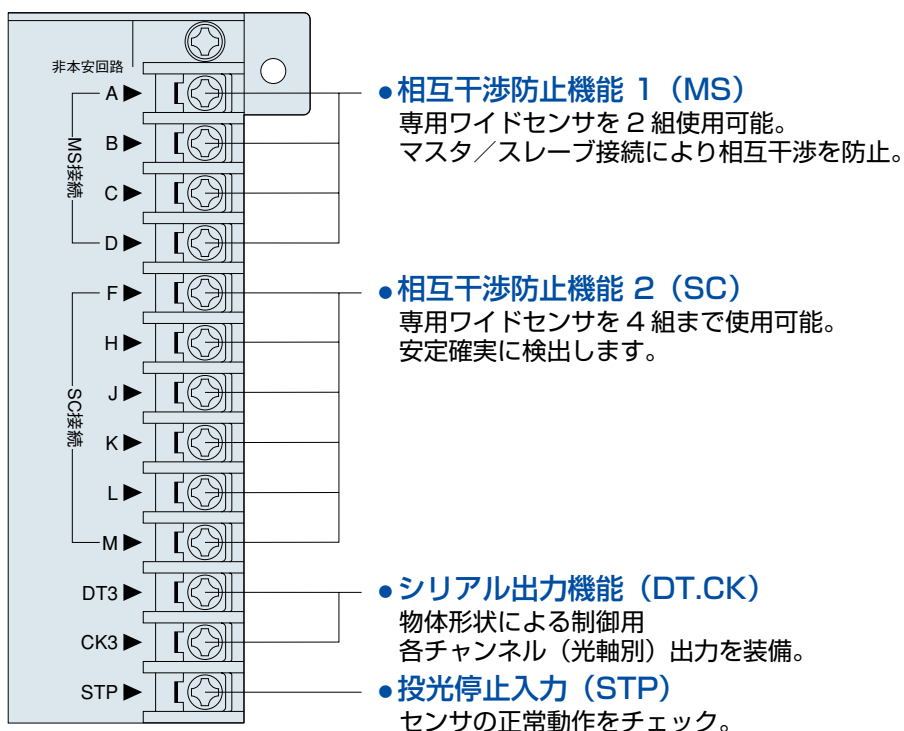 非本安回路
A▶
B▶
C▶
D▶
MS接続
F▶
H▶
J▶
K▶
L▶
M▶
SC接続
DT3▶
CK3▶
STP▶
●相互干渉防止機能 1（MS）
専用ワイドセンサを 2 組使用可能。
マスタ／スレーブ接続により相互干渉を防止。
●相互干渉防止機能 2（SC）
専用ワイドセンサを 4 組まで使用可能。
安定確実に検出します。
●シリアル出力機能（DT.CK）
物体形状による制御用
各チャンネル（光軸別）出力を装備。
●投光停止入力（STP）
センサの正常動作をチェック。